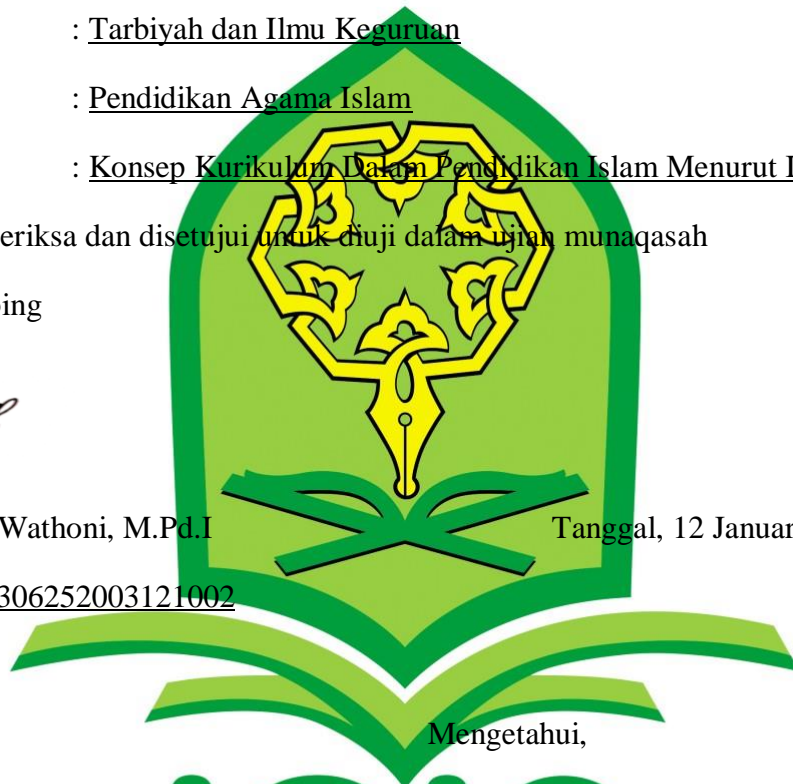 : Tarbiyah dan Ilmu Keguruan
: Pendidikan Agama Islam
: Konsep Kurikulum Dalam Pendidikan Islam Menurut
eriksa dan disetujui untuk diuji dalam ujian munaqasah
ing
Wathoni, M.Pd.I Tanggal, 12 Januar
306252003121002
Mengetahui,